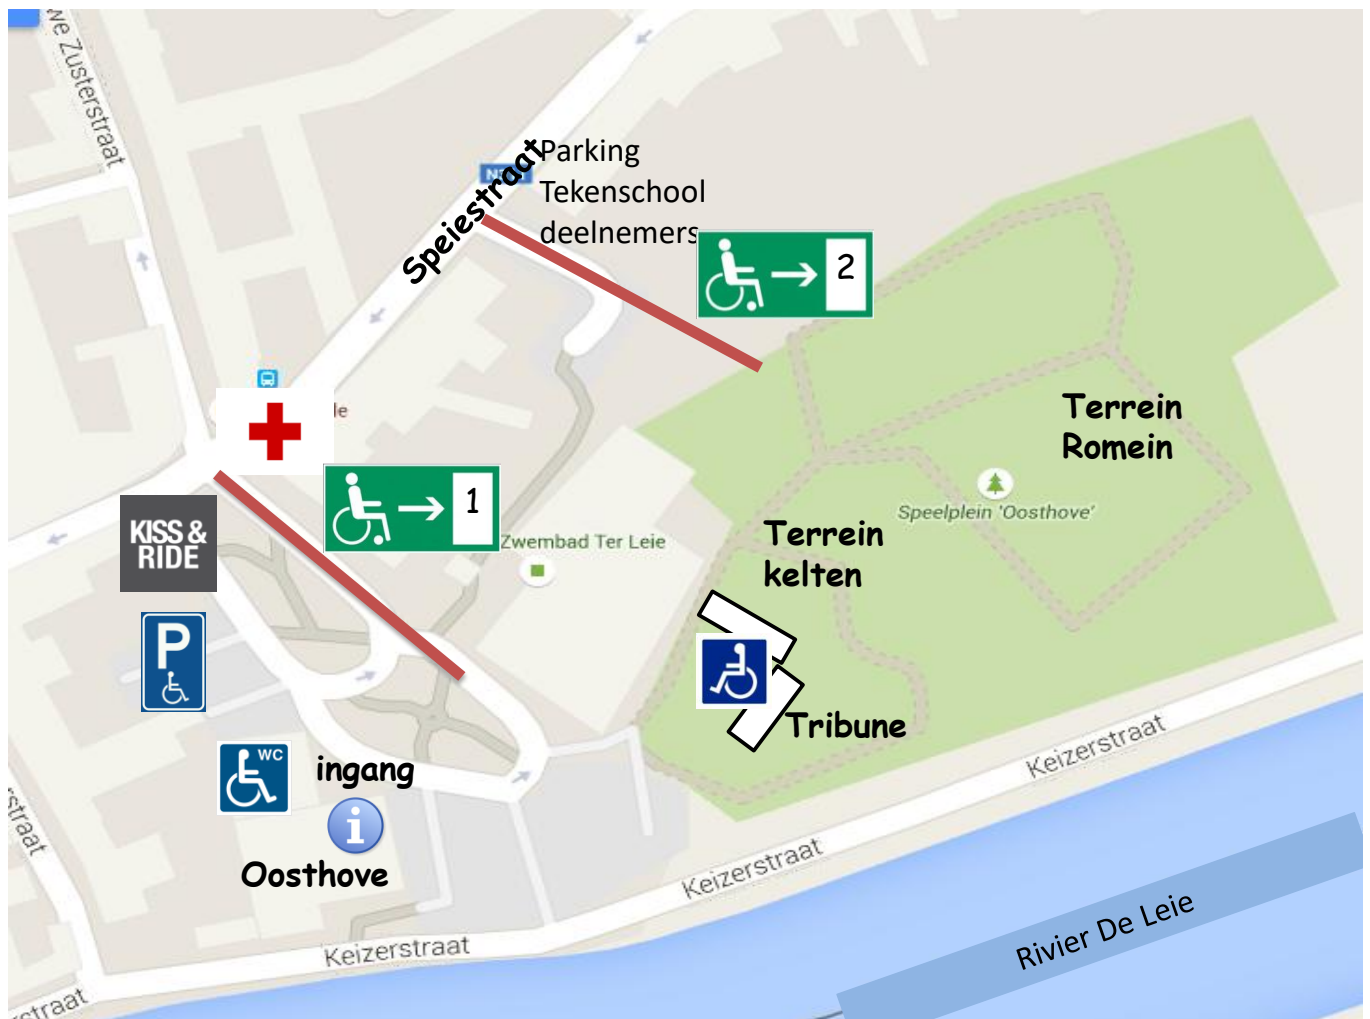 we Zusterstraat
Speiestraat
Parking
Tekenschool
deelnemers
2
Terrein
Romein
1
KISS &
RIDE
Zwembad Ter Leie
Speelplein 'Oosthove'
Terrein
kelten
P
Tribune
WC
ingang
i
Oosthove
Keizerstraat
Keizerstraat
Keizerstraat
Rivier De Leie
straat
straat